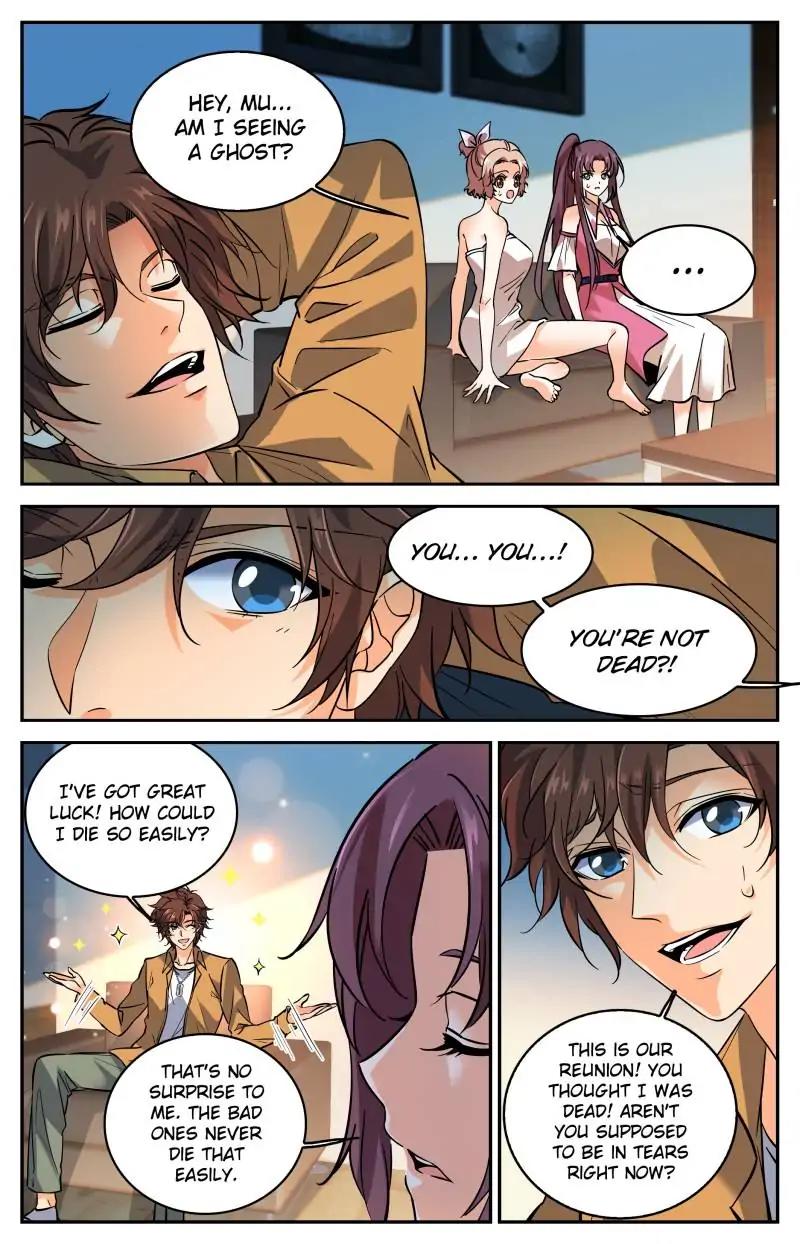 HEY, MU...
AM I SEEING
A GHOST?
...
YOU... YOU...!
YOU'RE NOT
DEAD?!
I'VE GOT GREAT
LUCK! HOW COULD
I DIE SO EASILY?
THAT'S NO
SURPRISE TO
ME. THE BAD
ONES NEVER
DIE THAT
EASILY.
THIS IS OUR
REUNION! YOU
THOUGHT I WAS
DEAD! AREN'T
YOU SUPPOSED
TO BE IN TEARS
RIGHT NOW?